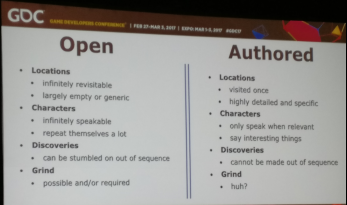 GDC
GAME DEVELOPERS CONFERENCE | FEB 27-MAR 3, 2017 | EXPO: MAR 1-3, 2017 #GDC17
Open
Locations
infinitely revisitable
largely empty or generic
Characters
infinitely speakable
repeat themselves a lot
Discoveries
can be stumbled on out of sequence
Grind
possible and/or required
Authored
Locations
visited once
highly detailed and specific
Characters
only speak when relevant
say interesting things
Discoveries
cannot be made out of sequence
Grind
huh?